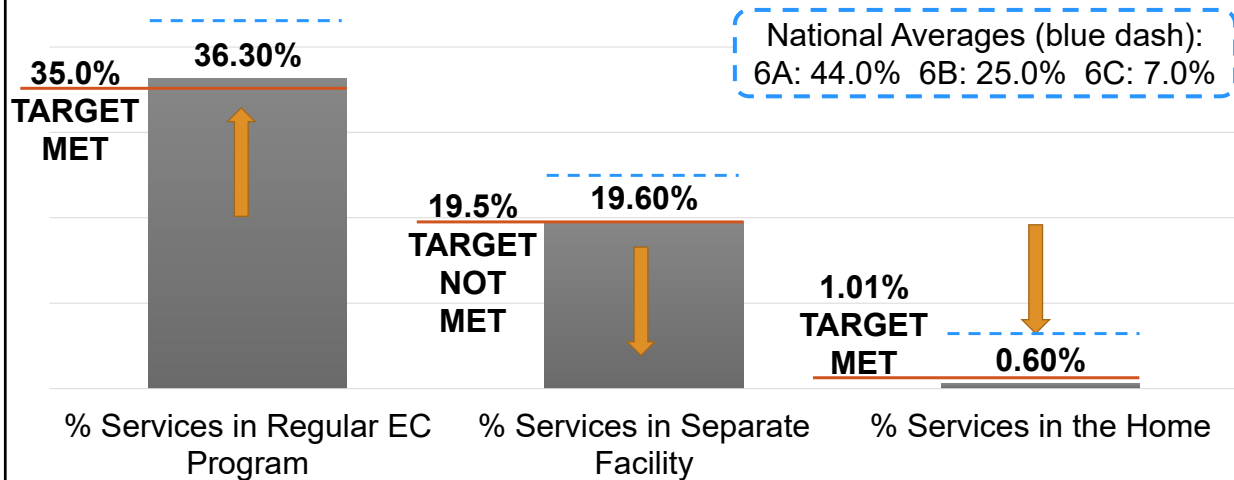 National Averages (blue dash):
6A: 44.0%  6B: 25.0%  6C: 7.0%
36.30%
35.0%
TARGET
MET
19.60%
19.5%
TARGET
NOT
MET
1.01%
TARGET
MET
0.60%
% Services in Regular EC
Program
% Services in Separate
Facility
% Services in the Home